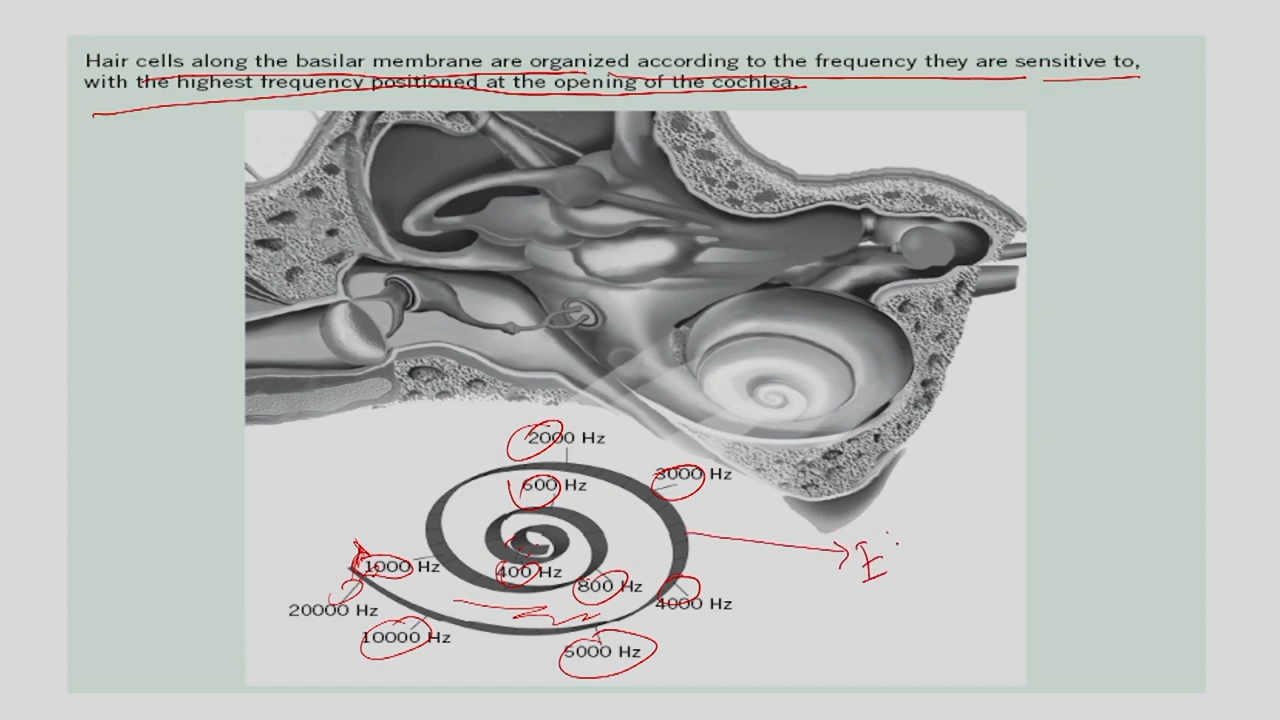 Hair cells along the basilar membrane are organized according to the frequency they are sensitive to,
with the highest frequency positioned at the opening of the cochlea.
2000 Hz
3000 Hz
600 Hz
1000 Hz
400 Hz
800 Hz
4000 Hz
20000 Hz
10000 Hz
5000 Hz